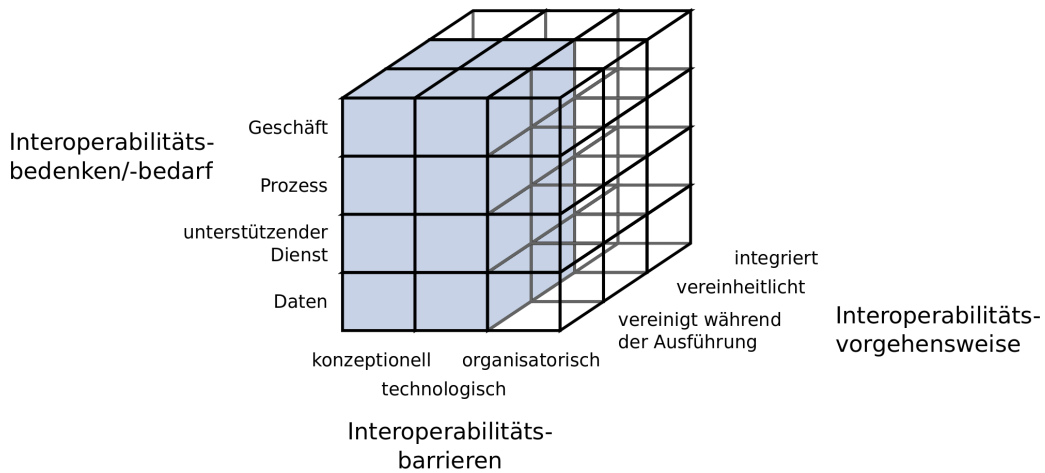 Geschäft
Interoperabilitäts-
bedenken/-bedarf
Prozess
unterstützender
Dienst
Daten
integriert
vereinheitlicht
vereinigt während
der Ausführung
Interoperabilitäts-
vorgehensweise
konzeptionell
organisatorisch
technologisch
Interoperabilitäts-
barrieren